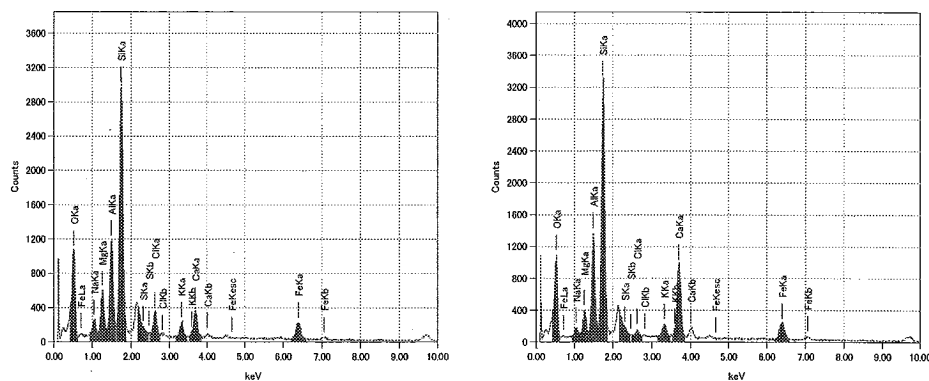 3600
3200
2800
2400
2000
1600
1200
800
400
0
Counts
OKa
FeLa
NaKa
MgKa
AlKa
SiKa
SKa
SKb
ClKa
ClKb
KKa
KKb
CaKa
CaKb
FeKesc
FeKa
FeKb
0.00 1.00 2.00 3.00 4.00 5.00 6.00 7.00 8.00 9.00 10.00
keV
4000
3600
3200
2800
2400
2000
1600
1200
800
400
0
Counts
OKa
FeLa
NaKa
MgKa
AlKa
SiKa
SKa
SKb
ClKa
ClKb
KKa
KKb
CaKa
CaKb
FeKesc
FeKa
FeKb
0.00 1.00 2.00 3.00 4.00 5.00 6.00 7.00 8.00 9.00 10.00
keV